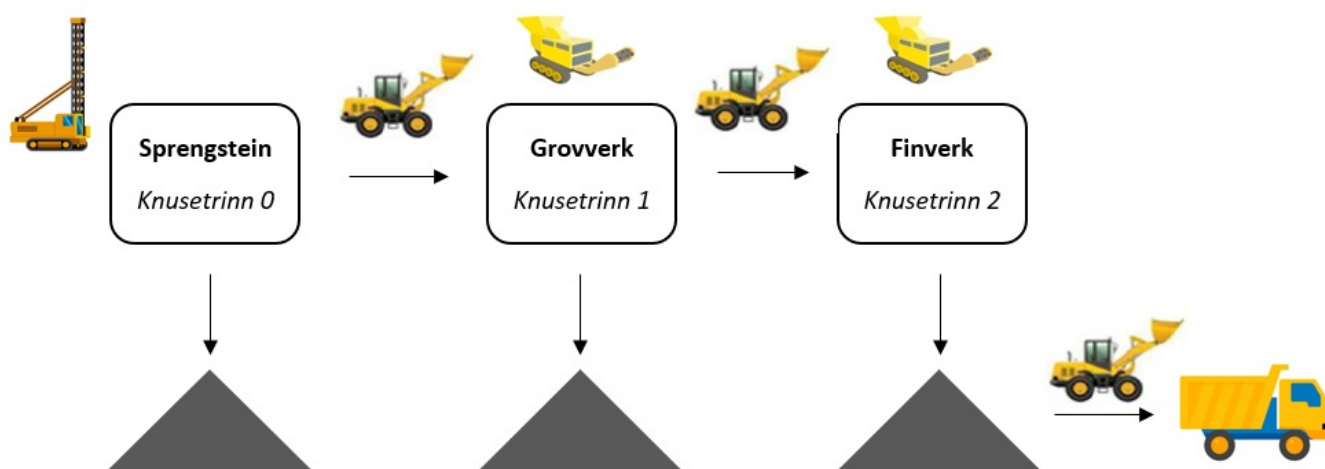 Sprengstein
Knusetrinn 0
Grovverk
Knusetrinn 1
Finverk
Knusetrinn 2